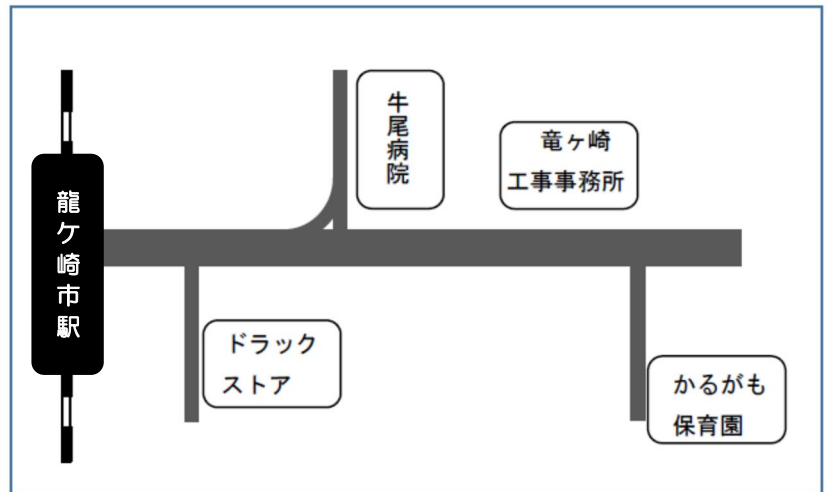 牛尾病院
竜ヶ崎
工事事務所
龍ケ崎市駅
ドラック
ストア
かるがも
保育園